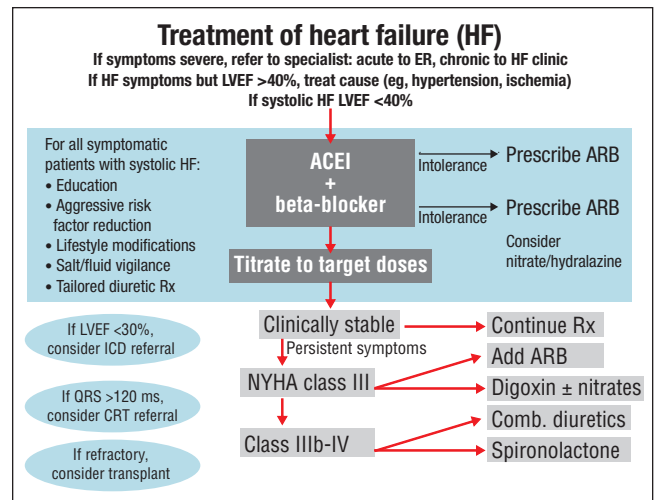 Treatment of heart failure (HF)
If symptoms severe, refer to specialist: acute to ER, chronic to HF clinic
If HF symptoms but LVEF >40%, treat cause (eg, hypertension, ischemia)
If systolic HF LVEF <40%
For all symptomatic
patients with systolic HF:
• Education
• Aggressive risk
factor reduction
• Lifestyle modifications
• Salt/fluid vigilance
• Tailored diuretic Rx
ACEI
+
beta-blocker
Intolerance
Prescribe ARB
Intolerance
Prescribe ARB
Consider
nitrate/hydralazine
Titrate to target doses
Clinically stable
Continue Rx
Persistent symptoms
Add ARB
NYHA class III
Digoxin ± nitrates
Comb. diuretics
Class IIIb-IV
Spironolactone
If LVEF <30%,
consider ICD referral
If QRS >120 ms,
consider CRT referral
If refractory,
consider transplant